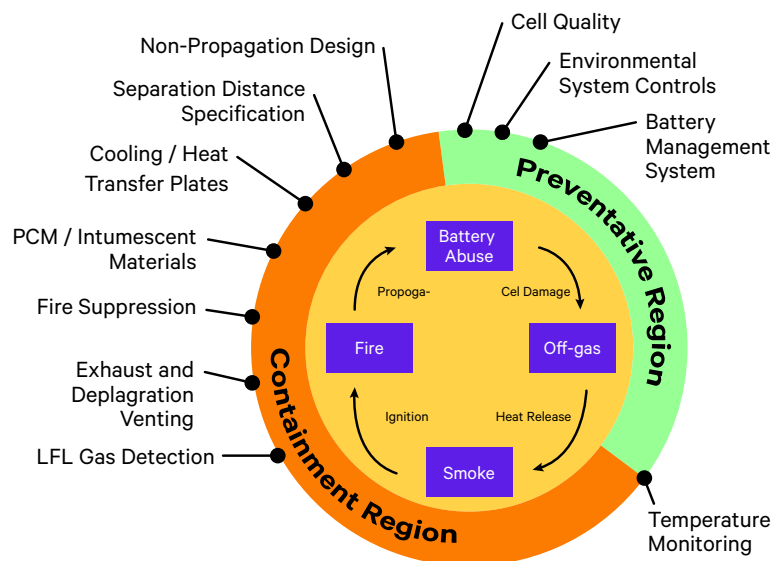 Cell Quality
Non-Propagation Design
Environmental
System Controls
Separation Distance
Specification
Battery
Management
System
Cooling / Heat
Transfer Plates
Preventative Region
PCM / Intumescent
Materials
Battery
Abuse
Propoga-
Cel Damage
Fire Suppression
Fire
Off-gas
Exhaust and
Deplagration
Venting
Ignition
Heat Release
LFL Gas Detection
Smoke
Containment Region
Temperature
Monitoring